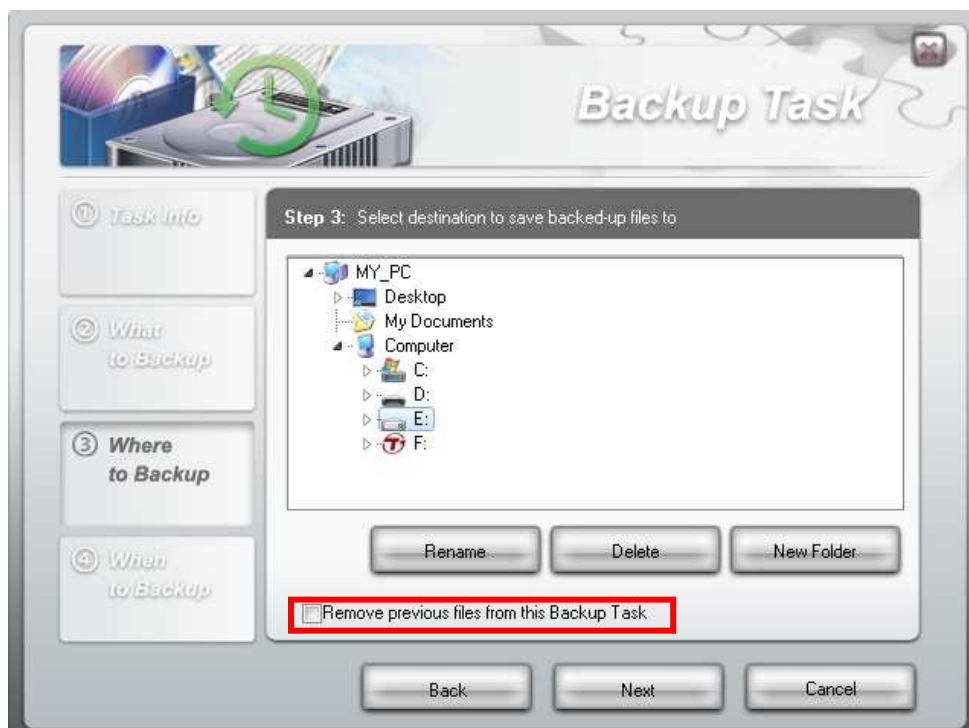 Backup Task
① Task Info
② What
to Backup
③ Where
to Backup
④ When
to Backup
Step 3: Select destination to save backed-up files to
MY_PC
Desktop
My Documents
Computer
C:
D:
E:
F:
Rename Delete New Folder
Remove previous files from this Backup Task
Back Next Cancel